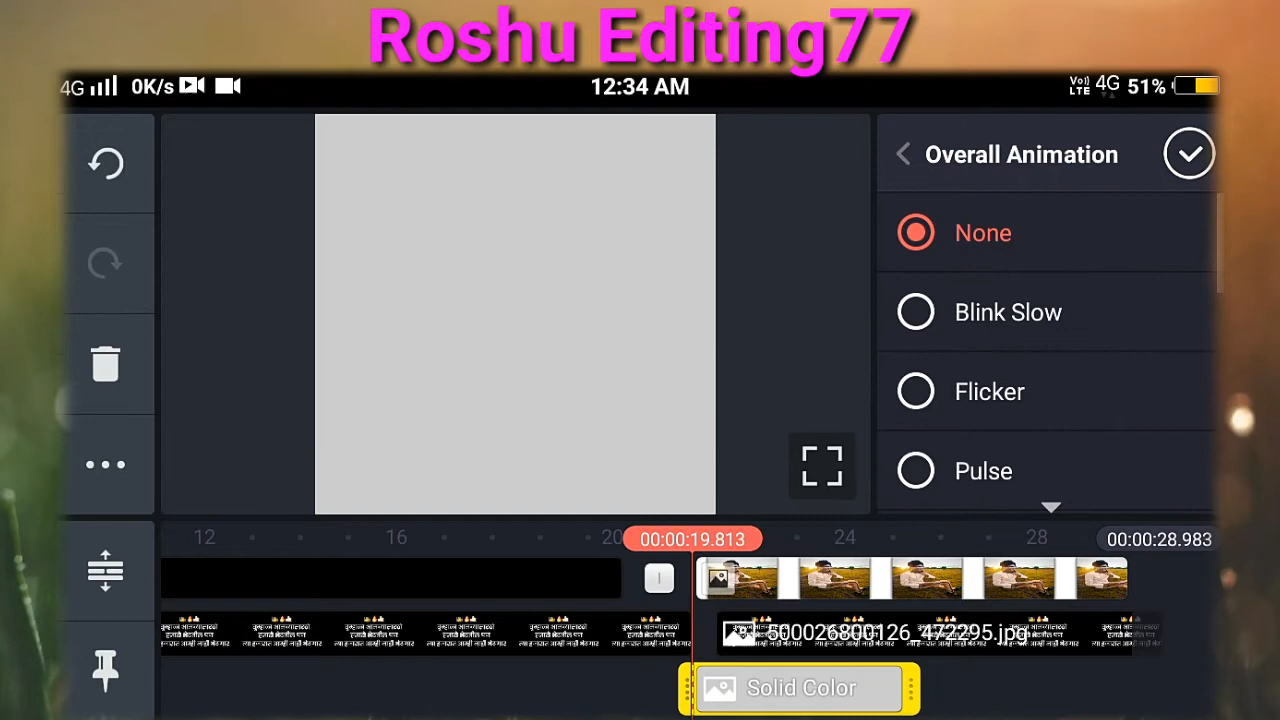 Roshu Editing77
4G 0K/s 12:34 AM Vo) LTE 4G 51%
Overall Animation
None
Blink Slow
Flicker
Pulse
12 16 20 00:00:19.813 24 28 00:00:28.983
500026800126_472295.jpg
Solid Color